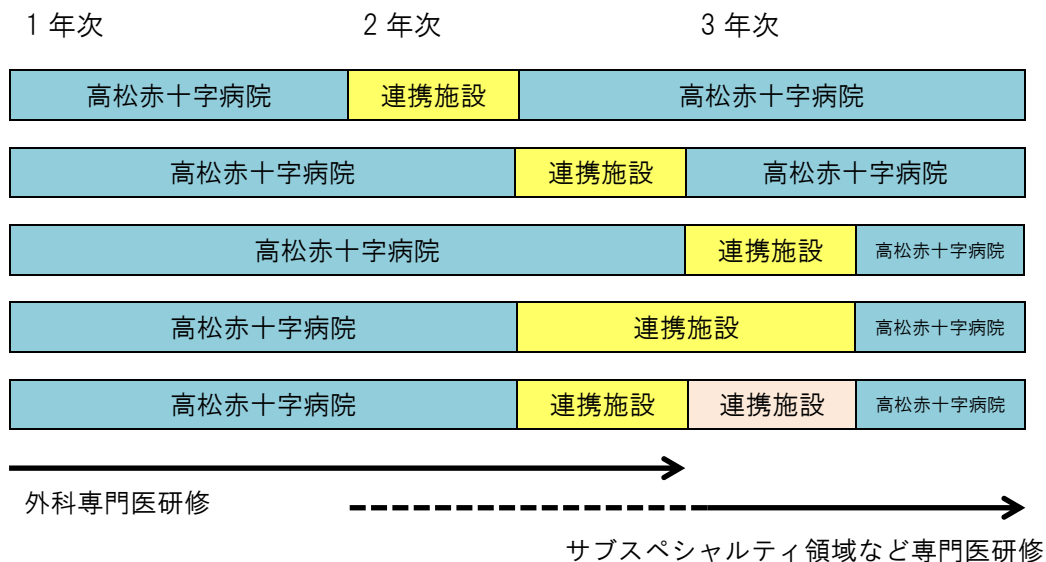 1 年次 2 年次 3 年次
高松赤十字病院 連携施設 高松赤十字病院
高松赤十字病院 連携施設 高松赤十字病院
高松赤十字病院 連携施設 高松赤十字病院
高松赤十字病院 連携施設 高松赤十字病院
高松赤十字病院 連携施設 連携施設 高松赤十字病院
外科専門医研修
サブスペシャルティ領域など専門医研修